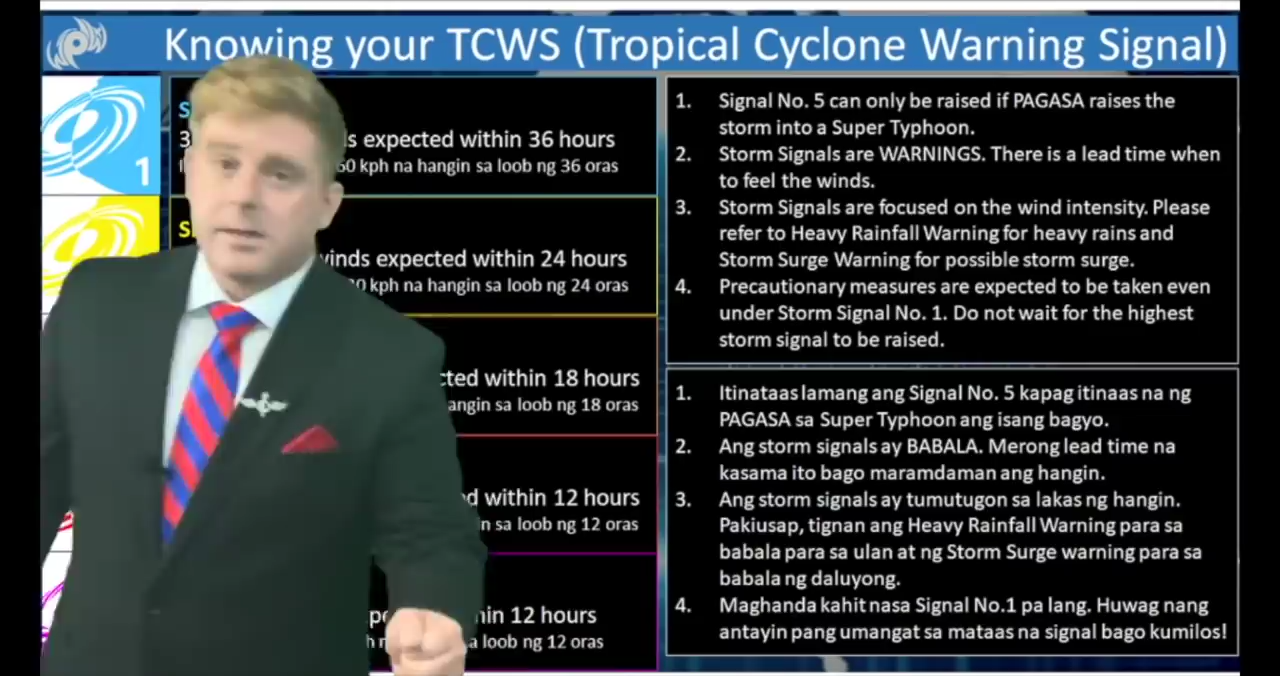 Knowing your TCWS (Tropical Cyclone Warning Signal)
1
S
3
s expected within 36 hours
60 kph na hangin sa loob ng 36 oras
S
winds expected within 24 hours
0 kph na hangin sa loob ng 24 oras
cted within 18 hours
angin sa loob ng 18 oras
ed within 12 hours
in sa loob ng 12 oras
hin 12 hours
a loob ng 12 oras
1. Signal No. 5 can only be raised if PAGASA raises the
storm into a Super Typhoon.
2. Storm Signals are WARNINGS. There is a lead time when
to feel the winds.
3. Storm Signals are focused on the wind intensity. Please
refer to Heavy Rainfall Warning for heavy rains and
Storm Surge Warning for possible storm surge.
4. Precautionary measures are expected to be taken even
under Storm Signal No. 1. Do not wait for the highest
storm signal to be raised.
1. Itinataas lamang ang Signal No. 5 kapag itinaas na ng
PAGASA sa Super Typhoon ang isang bagyo.
2. Ang storm signals ay BABALA. Merong lead time na
kasama ito bago maramdaman ang hangin.
3. Ang storm signals ay tumutugon sa lakas ng hangin.
Pakiusap, tignan ang Heavy Rainfall Warning para sa
babala para sa ulan at ng Storm Surge warning para sa
babala ng daluyong.
4. Maghanda kahit nasa Signal No.1 pa lang. Huwag nang
antayin pang umangat sa mataas na signal bago kumilos!